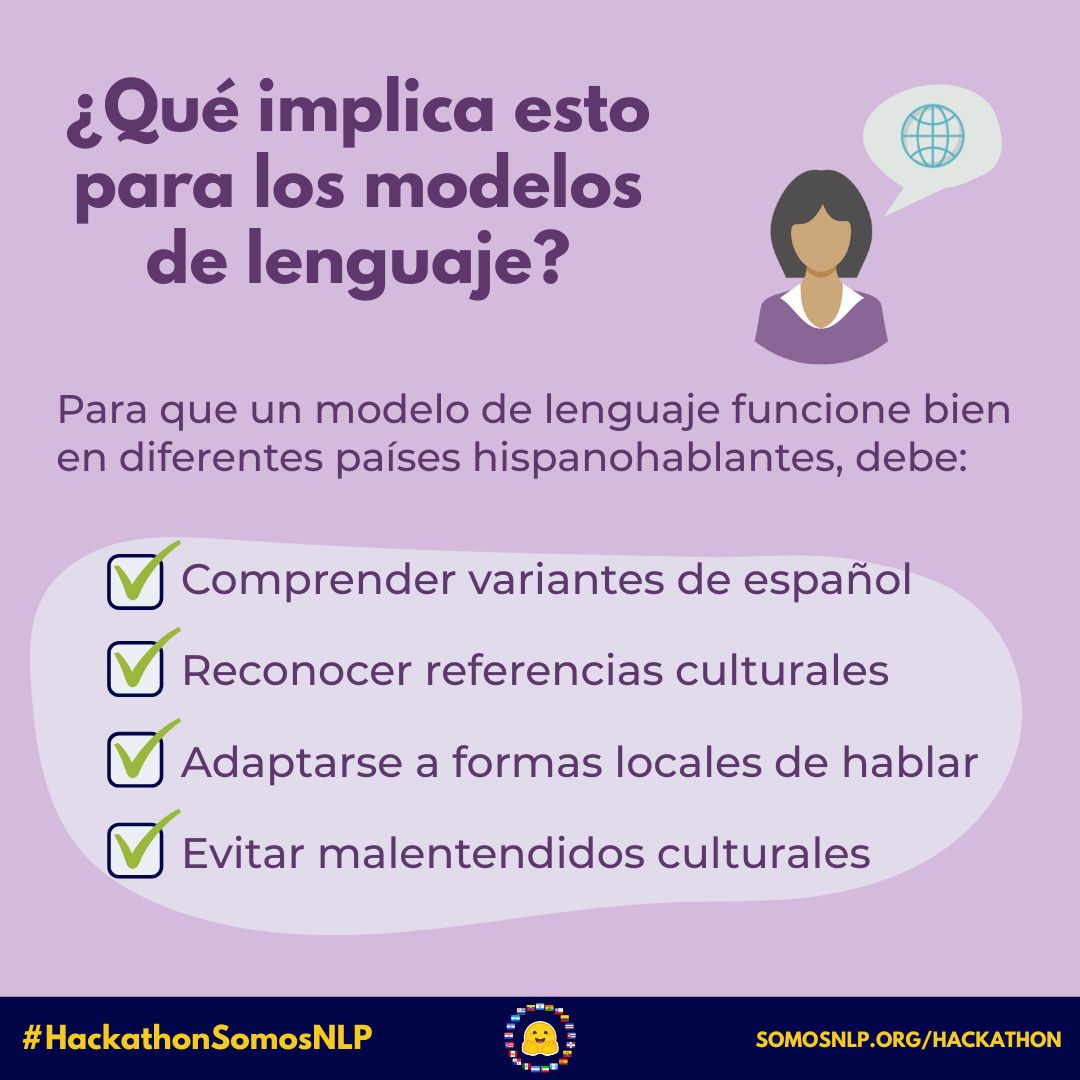 ¿Qué implica esto
para los modelos
de lenguaje?
Para que un modelo de lenguaje funcione bien
en diferentes países hispanohablantes, debe:
Comprender variantes de español
Reconocer referencias culturales
Adaptarse a formas locales de hablar
Evitar malentendidos culturales
#HackathonSomosNLP
SOMOSNLP.ORG/HACKATHON